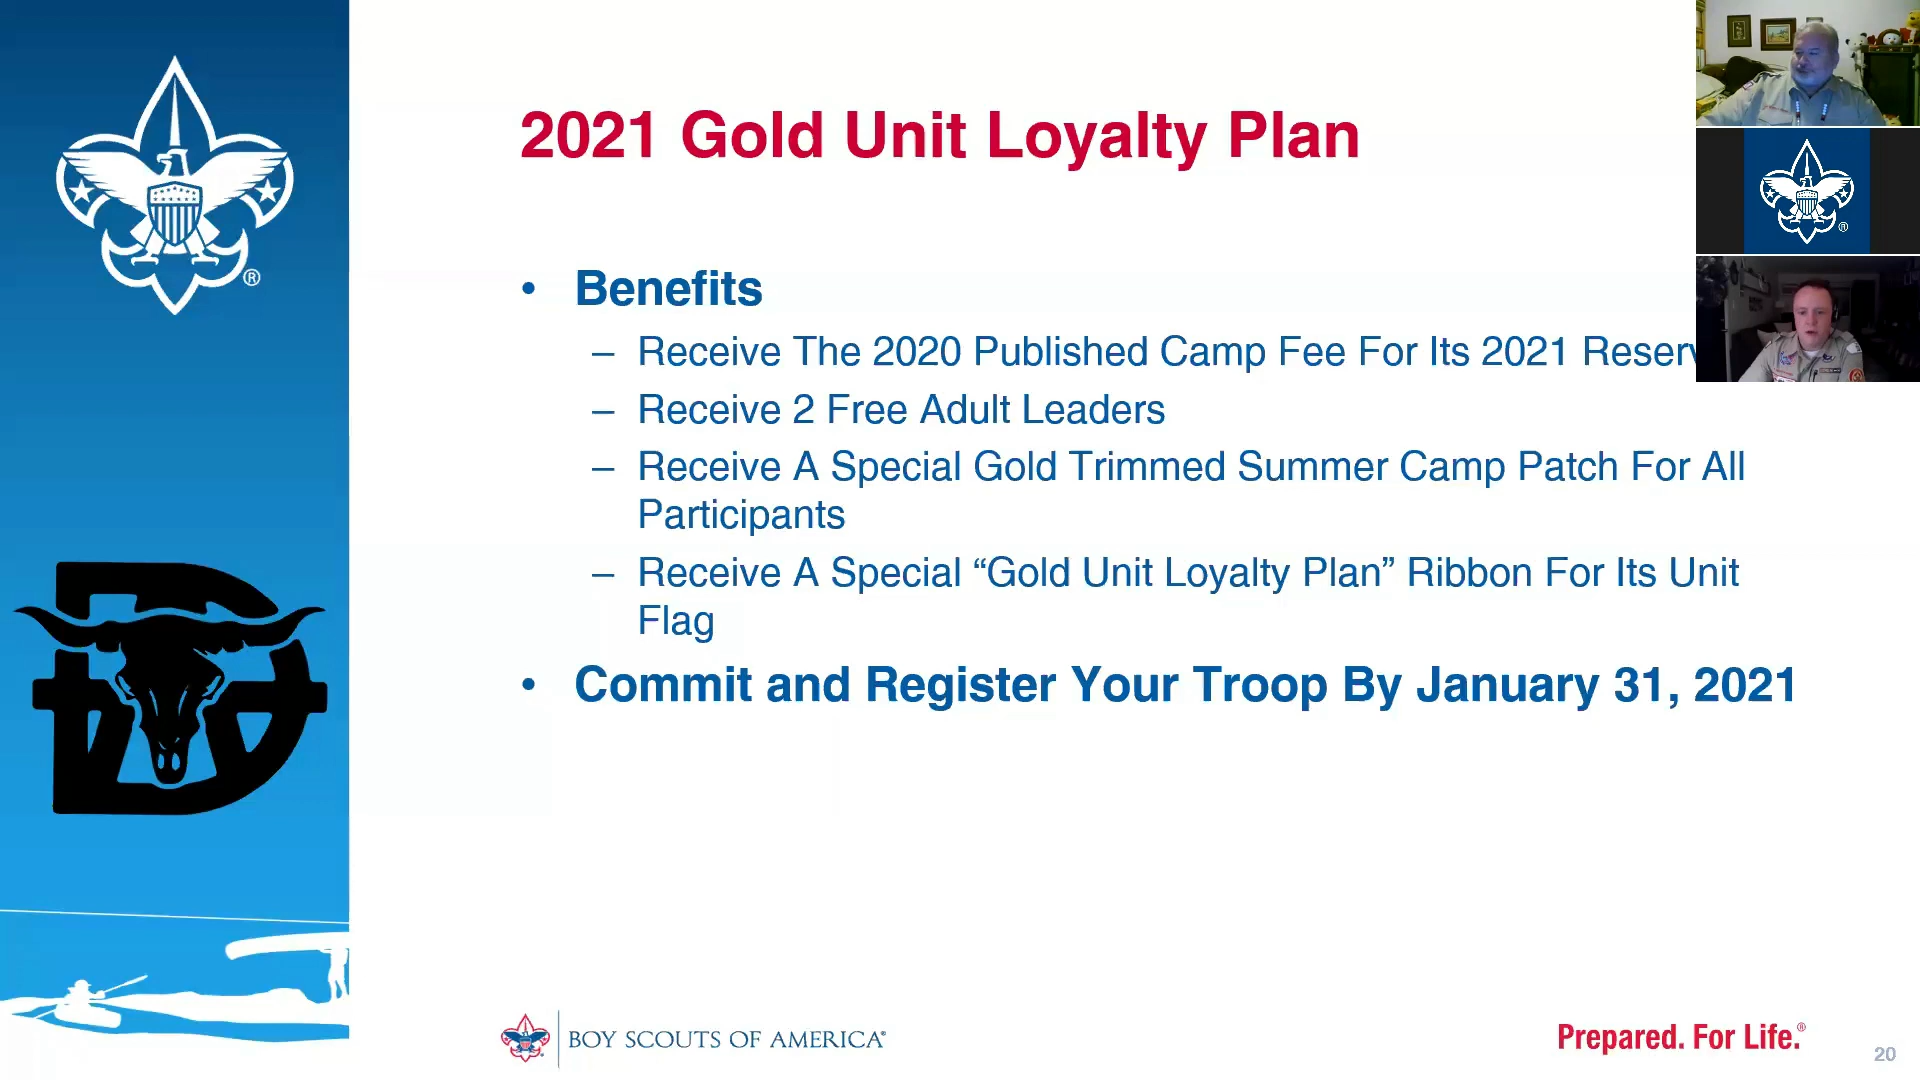 2021 Gold Unit Loyalty Plan
• Benefits
– Receive The 2020 Published Camp Fee For Its 2021
– Receive 2 Free Adult Leaders
– Receive A Special Gold Trimmed Summer Camp Patch For All
Participants
– Receive A Special “Gold Unit Loyalty Plan” Ribbon For Its Unit
Flag
• Commit and Register Your Troop By January 31, 2021
BOY SCOUTS OF AMERICA®
Prepared. For Life.®
20